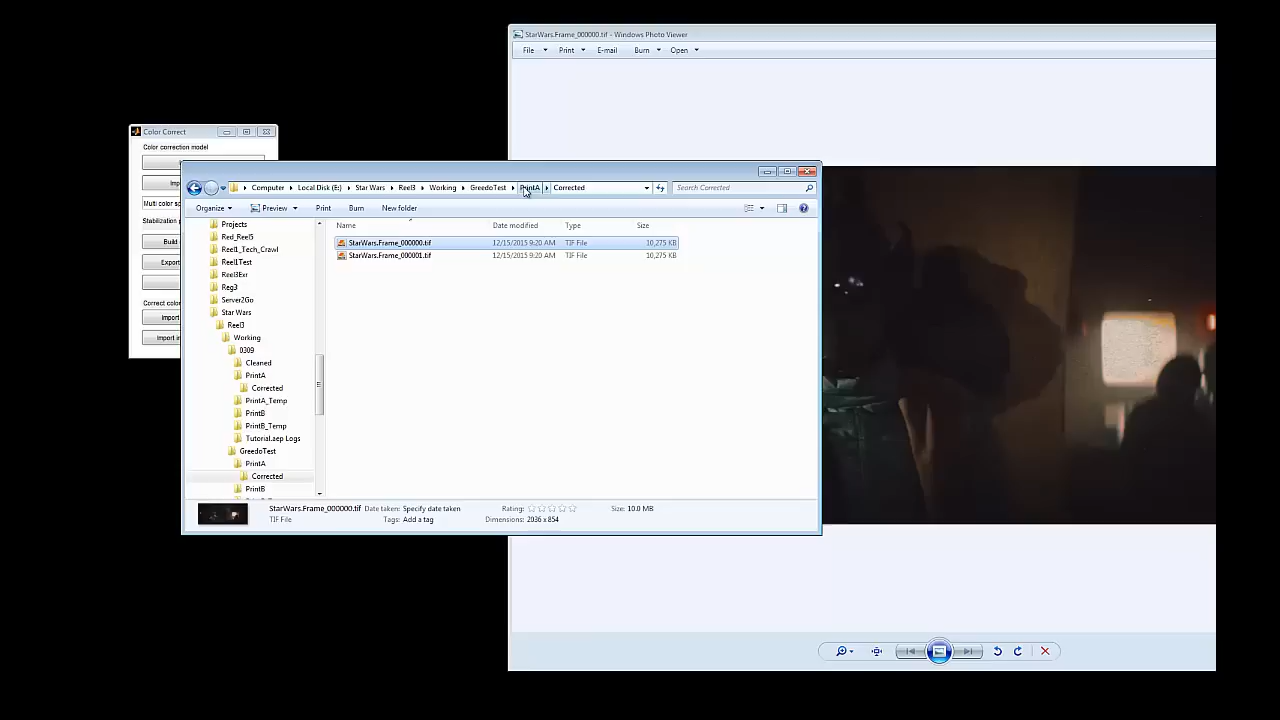 StarWars.Frame_000000.tif - Windows Photo Viewer
File Print E-mail Burn Open
Color Correct
Color correction model
Imp
Multi color sp
Stabilization p
Build
Export
Correct color
Import
Import in
Computer Local Disk (E:) Star Wars Reel3 Working GreedoTest PrintA Corrected Search Corrected
Organize Preview Print Burn New folder
Name Date modified Type Size
StarWars.Frame_000000.tif 12/15/2015 9:20 AM TIF File 10,275 KB
StarWars.Frame_000001.tif 12/15/2015 9:20 AM TIF File 10,275 KB
Projects
Red_Reel5
Reel1_Tech_Crawl
Reel1Test
Reel3Exr
Reg3
Server2Go
Star Wars
Reel3
Working
0309
Cleaned
PrintA
Corrected
PrintA_Temp
PrintB
PrintB_Temp
Tutorial.aep Logs
GreedoTest
PrintA
Corrected
PrintB
StarWars.Frame_000000.tif Date taken: Specify date taken Rating: Size: 10.0 MB
TIF File Tags: Add a tag Dimensions: 2036 x 854